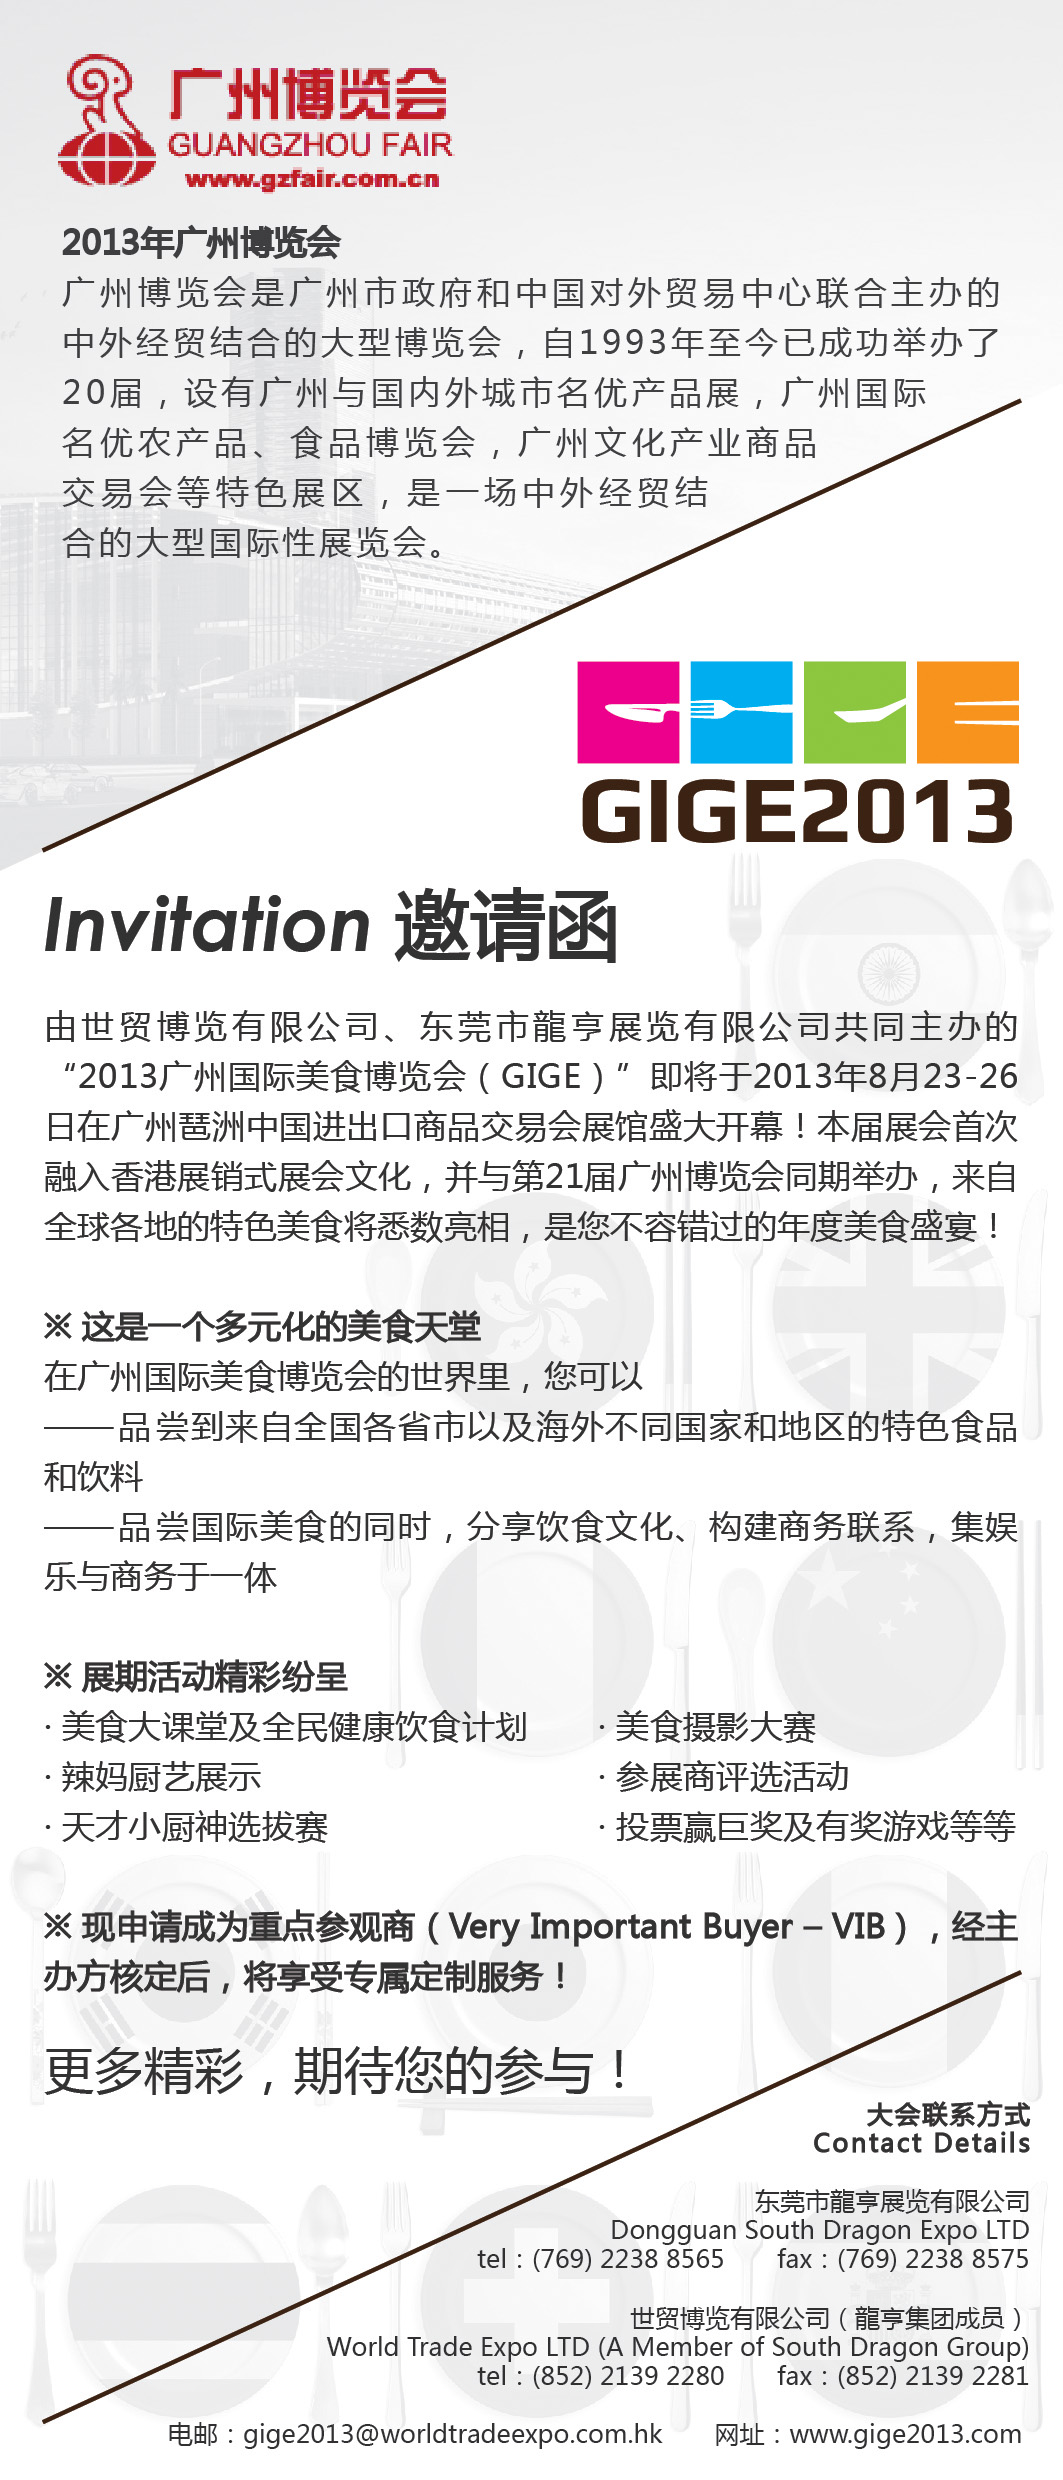 广州博览会
GUANGZHOU FAIR
www.gzfair.com.cn
2013年广州博览会
广州博览会是广州市政府和中国对外贸易中心联合主办的
中外经贸结合的大型博览会，自1993年至今已成功举办了
20届，设有广州与国内外城市名优产品展，广州国际
名优农产品、食品博览会，广州文化产业商品
交易会等特色展区，是一场中外经贸结
合的大型国际性展览会。
GIGE2013
Invitation 邀请函
由世贸博览有限公司、东莞市龍亨展览有限公司共同主办的
“2013广州国际美食博览会（GIGE）”即将于2013年8月23-26
日在广州琶洲中国进出口商品交易会展馆盛大开幕！本届展会首次
融入香港展销式展会文化，并与第21届广州博览会同期举办，来自
全球各地的特色美食将悉数亮相，是您不容错过的年度美食盛宴！
※ 这是一个多元化的美食天堂
在广州国际美食博览会的世界里，您可以
——品尝到来自全国各省市以及海外不同国家和地区的特色食品
和饮料
——品尝国际美食的同时，分享饮食文化、构建商务联系，集娱
乐与商务于一体
※ 展期活动精彩纷呈
· 美食大课堂及全民健康饮食计划 · 美食摄影大赛
· 辣妈厨艺展示 · 参展商评选活动
· 天才小厨神选拔赛 · 投票赢巨奖及有奖游戏等等
※ 现申请成为重点参观商（Very Important Buyer – VIB），经主
办方核定后，将享受专属定制服务！
更多精彩，期待您的参与！
大会联系方式
Contact Details
东莞市龍亨展览有限公司
Dongguan South Dragon Expo LTD
tel：(769) 2238 8565 fax：(769) 2238 8575
世贸博览有限公司（龍亨集团成员）
World Trade Expo LTD (A Member of South Dragon Group)
tel：(852) 2139 2280 fax：(852) 2139 2281
电邮：gige2013@worldtradeexpo.com.hk 网址：www.gige2013.com